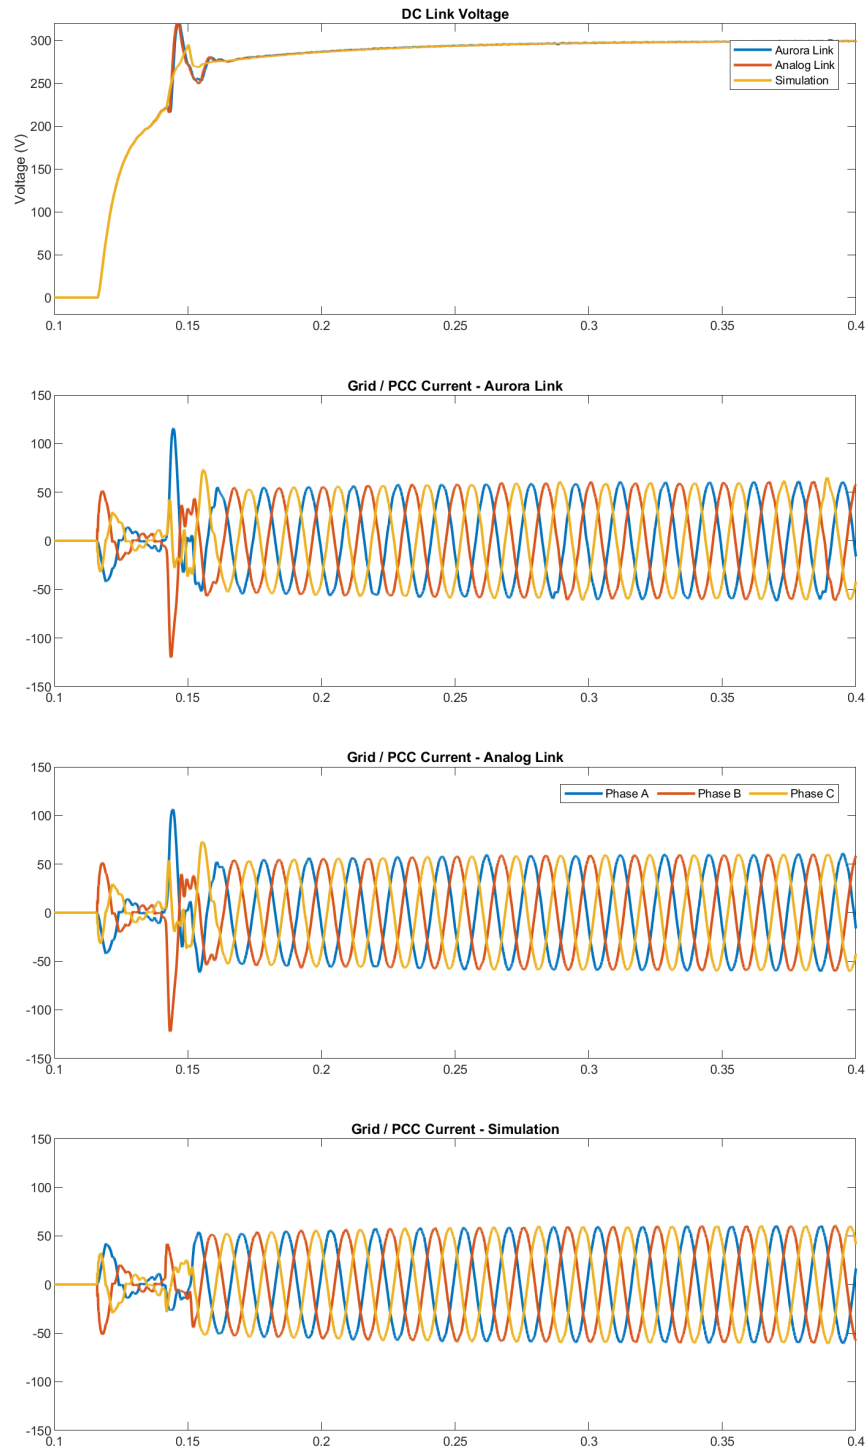 DC Link Voltage
300
250
200
150
100
50
0
Voltage (V)
Aurora Link
Analog Link
Simulation
0.1 0.15 0.2 0.25 0.3 0.35 0.4
Grid / PCC Current - Aurora Link
150
100
50
0
-50
-100
-150
0.1 0.15 0.2 0.25 0.3 0.35 0.4
Grid / PCC Current - Analog Link
150
100
50
0
-50
-100
-150
Phase A Phase B Phase C
0.1 0.15 0.2 0.25 0.3 0.35 0.4
Grid / PCC Current - Simulation
150
100
50
0
-50
-100
-150
0.1 0.15 0.2 0.25 0.3 0.35 0.4